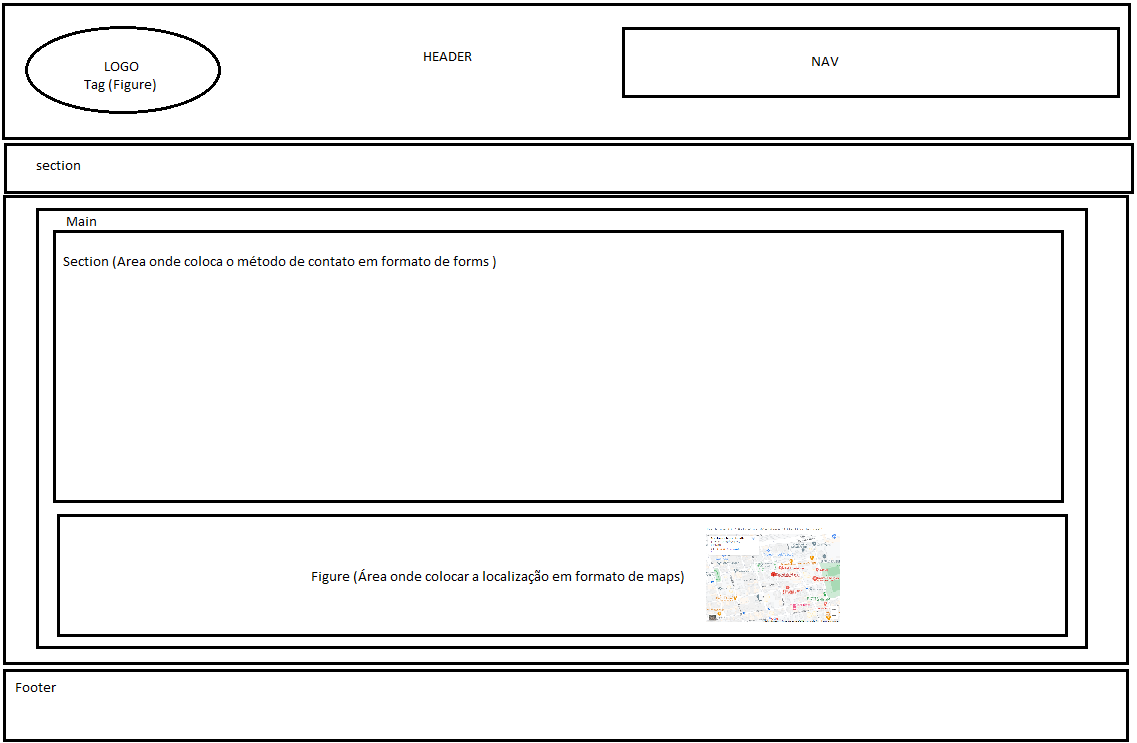 LOGO
Tag (Figure)
HEADER
NAV
section
Main
Section (Area onde coloca o método de contato em formato de forms )
Figure (Área onde colocar a localização em formato de maps)
Footer